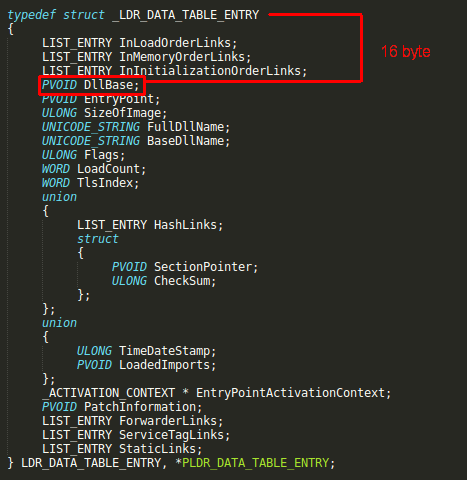 typedef struct _LDR_DATA_TABLE_ENTRY
{
LIST_ENTRY InLoadOrderLinks;
LIST_ENTRY InMemoryOrderLinks;
LIST_ENTRY InInitializationOrderLinks;
16 byte
PVOID DllBase;
PVOID EntryPoint;
ULONG SizeOfImage;
UNICODE_STRING FullDllName;
UNICODE_STRING BaseDllName;
ULONG Flags;
WORD LoadCount;
WORD TlsIndex;
union
{
LIST_ENTRY HashLinks;
struct
{
PVOID SectionPointer;
ULONG CheckSum;
};
};
union
{
ULONG TimeDateStamp;
PVOID LoadedImports;
};
_ACTIVATION_CONTEXT * EntryPointActivationContext;
PVOID PatchInformation;
LIST_ENTRY ForwarderLinks;
LIST_ENTRY ServiceTagLinks;
LIST_ENTRY StaticLinks;
} LDR_DATA_TABLE_ENTRY, *PLDR_DATA_TABLE_ENTRY;